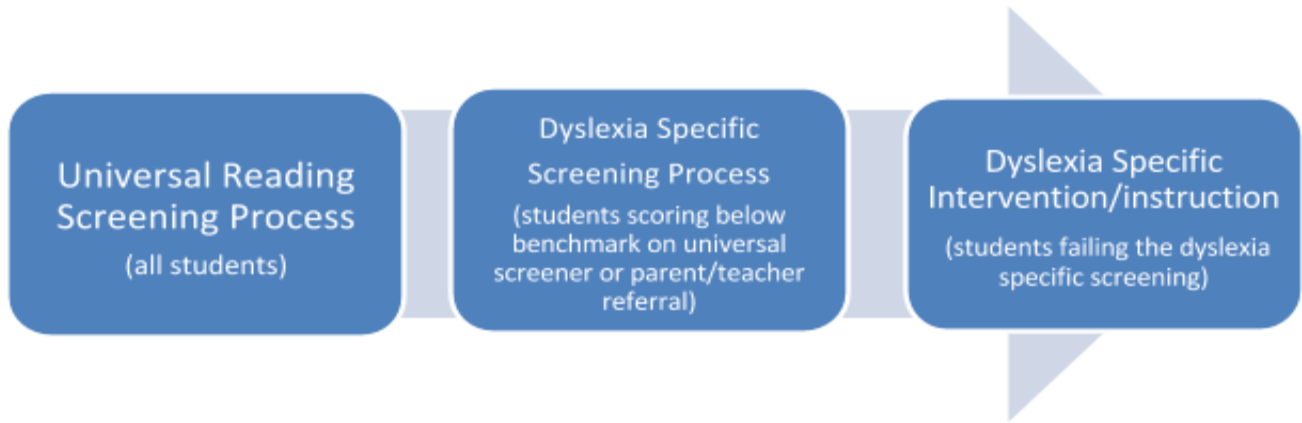 Universal Reading
Screening Process
(all students)
Dyslexia Specific
Screening Process
(students scoring below
benchmark on universal
screener or parent/teacher
referral)
Dyslexia Specific
Intervention/instruction
(students failing the dyslexia
specific screening)